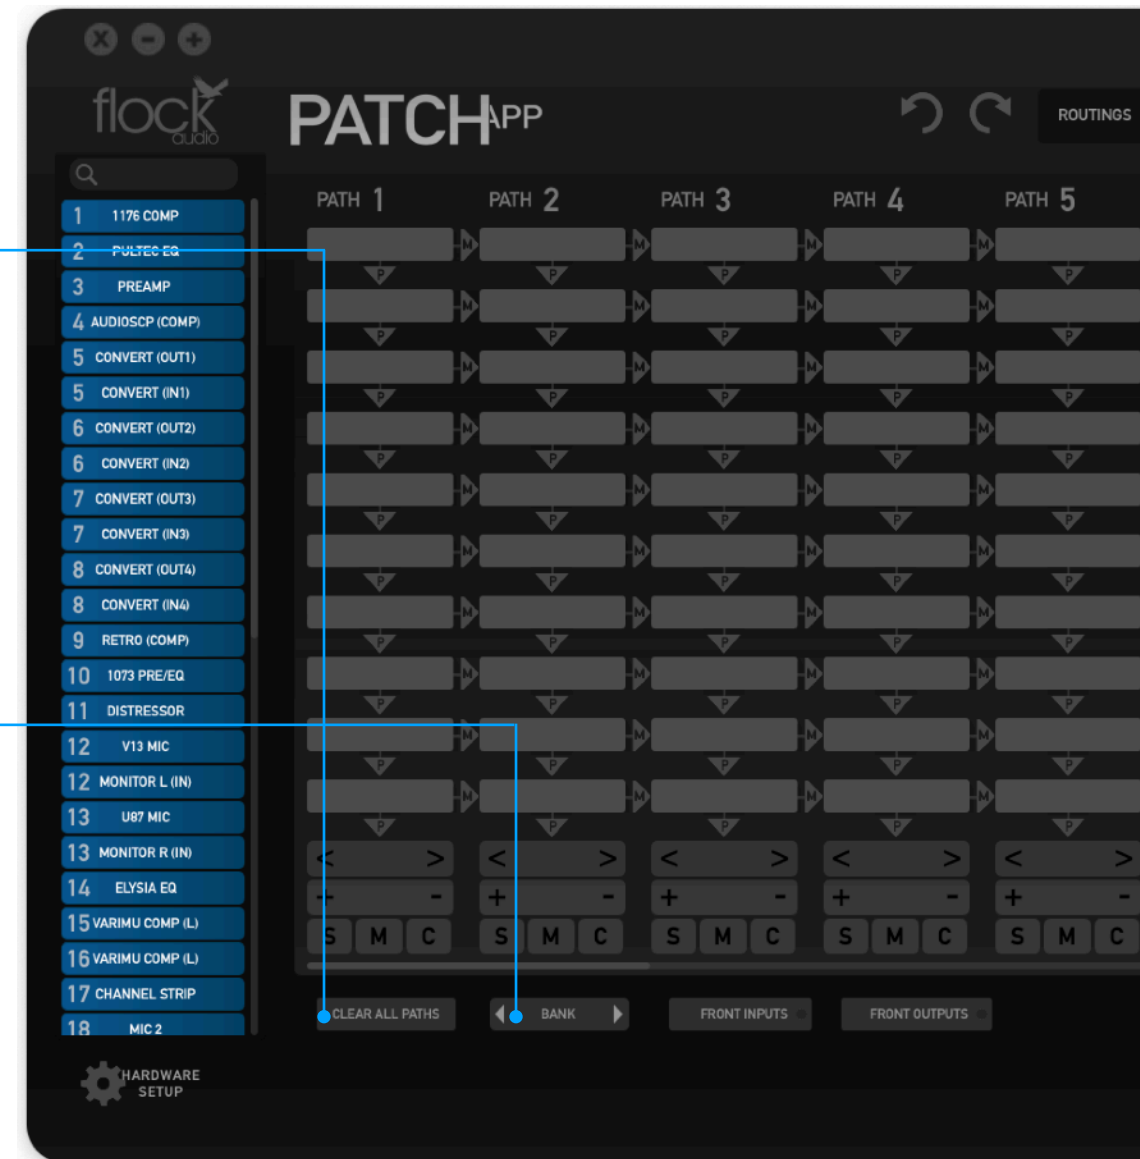 X - +
flock
audio
PATCH APP
ROUTINGS
PATH 1 PATH 2 PATH 3 PATH 4 PATH 5
1 1176 COMP
2 PULTEC EQ
3 PREAMP
4 AUDIOSCP (COMP)
5 CONVERT (OUT1)
5 CONVERT (IN1)
6 CONVERT (OUT2)
6 CONVERT (IN2)
7 CONVERT (OUT3)
7 CONVERT (IN3)
8 CONVERT (OUT4)
8 CONVERT (IN4)
9 RETRO (COMP)
10 1073 PRE/EQ
11 DISTRESSOR
12 V13 MIC
12 MONITOR L (IN)
13 U87 MIC
13 MONITOR R (IN)
14 ELYSIA EQ
15 VARIMU COMP (L)
16 VARIMU COMP (L)
17 CHANNEL STRIP
18 MIC 2
M M M M
P P P P P
M M M M
P P P P P
M M M M
P P P P P
M M M M
P P P P P
M M M M
P P P P P
M M M M
P P P P P
M M M M
P P P P P
M M M M
P P P P P
M M M M
P P P P P
M M M M
P P P P P
< > < > < > < > < >
+ - + - + - + - + -
S M C S M C S M C S M C S M C
CLEAR ALL PATHS BANK FRONT INPUTS FRONT OUTPUTS
HARDWARE
SETUP